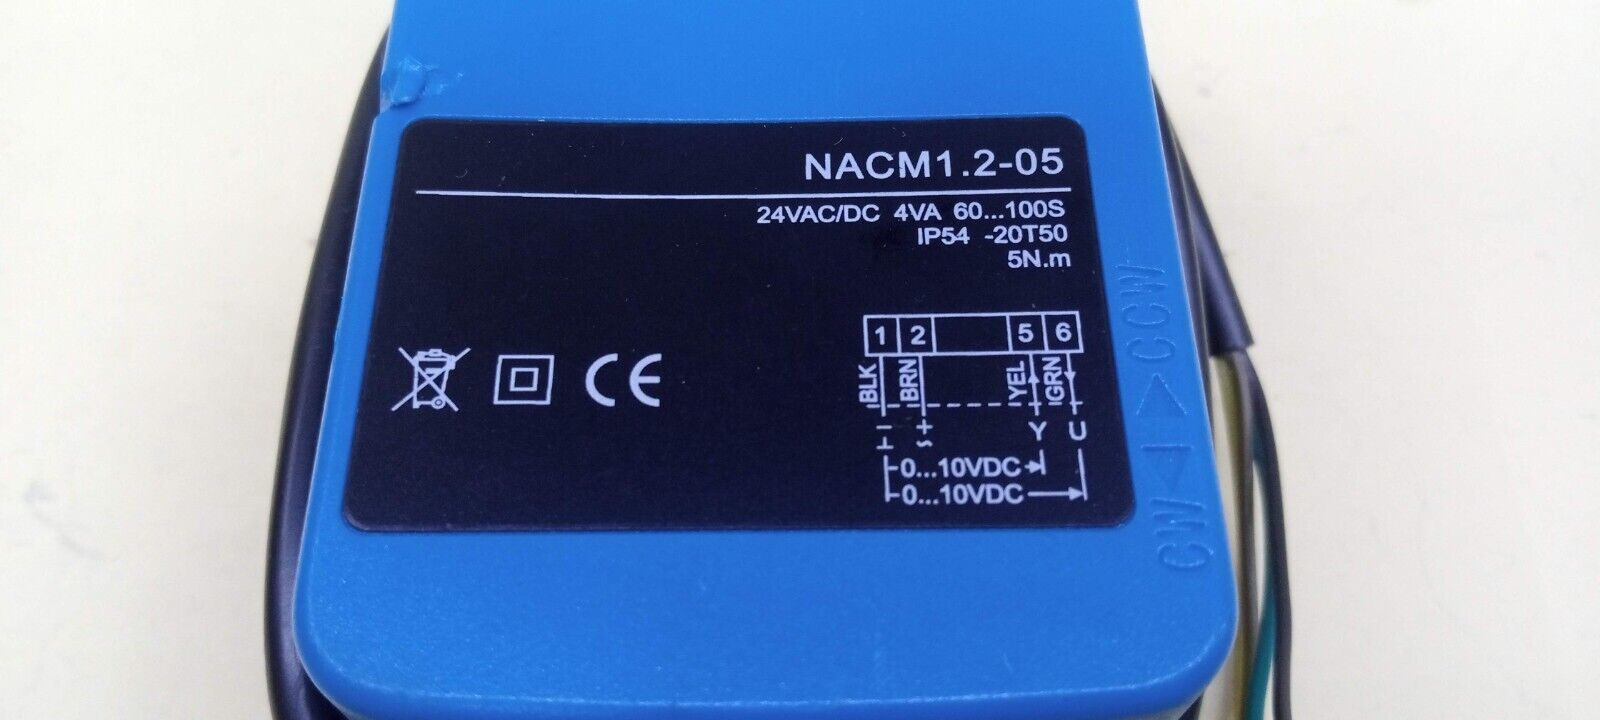 NACM1.2-05
24VAC/DC 4VA 60...100S
IP54 -20T50
5N.m
CE
1 2 5 6
BLK BRN YEL GRN
⊥ − ~ + Y U
0...10VDC
0...10VDC
CW CCW